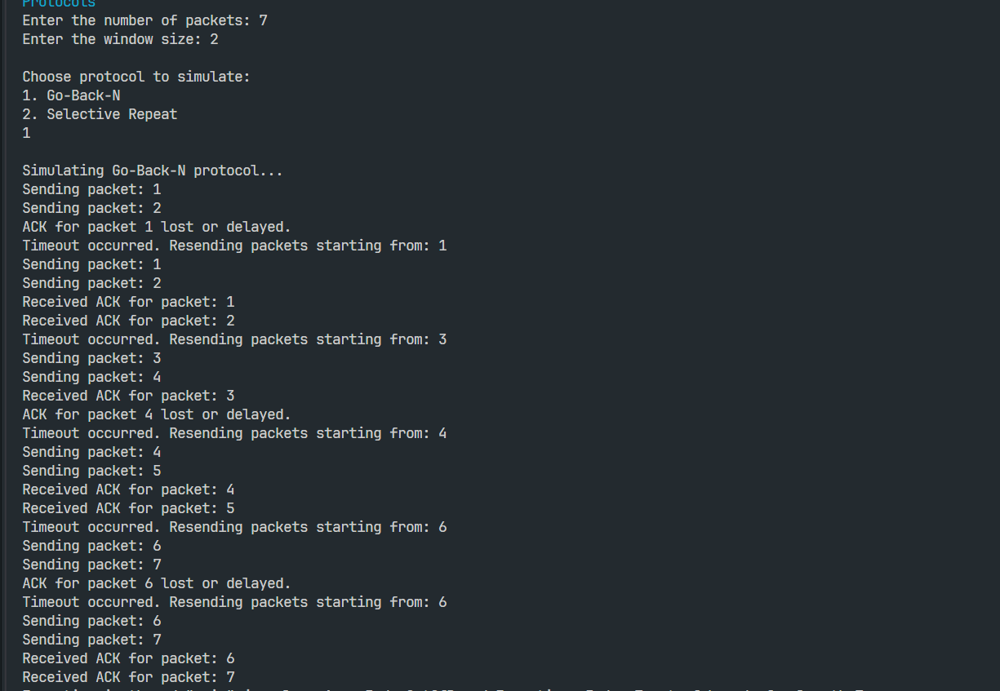 Protocols
Enter the number of packets: 7
Enter the window size: 2
Choose protocol to simulate:
1. Go-Back-N
2. Selective Repeat
1
Simulating Go-Back-N protocol...
Sending packet: 1
Sending packet: 2
ACK for packet 1 lost or delayed.
Timeout occurred. Resending packets starting from: 1
Sending packet: 1
Sending packet: 2
Received ACK for packet: 1
Received ACK for packet: 2
Timeout occurred. Resending packets starting from: 3
Sending packet: 3
Sending packet: 4
Received ACK for packet: 3
ACK for packet 4 lost or delayed.
Timeout occurred. Resending packets starting from: 4
Sending packet: 4
Sending packet: 5
Received ACK for packet: 4
Received ACK for packet: 5
Timeout occurred. Resending packets starting from: 6
Sending packet: 6
Sending packet: 7
ACK for packet 6 lost or delayed.
Timeout occurred. Resending packets starting from: 6
Sending packet: 6
Sending packet: 7
Received ACK for packet: 6
Received ACK for packet: 7